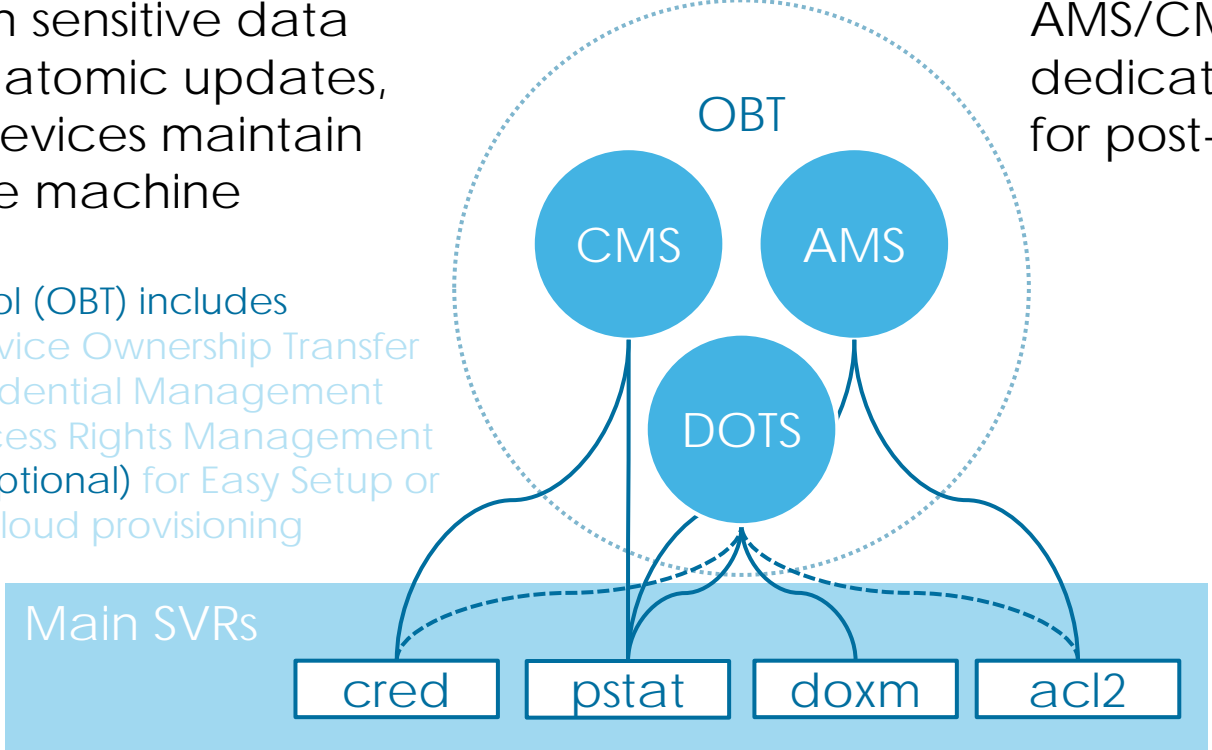 n sensitive data
atomic updates,
evices maintain
e machine
ol (OBT) includes
vice Ownership Transfer
dential Management
cess Rights Management
ptional) for Easy Setup or
loud provisioning
OBT
CMS
AMS
DOTS
AMS/CM
dedicat
for post-
Main SVRs
cred
pstat
doxm
acl2